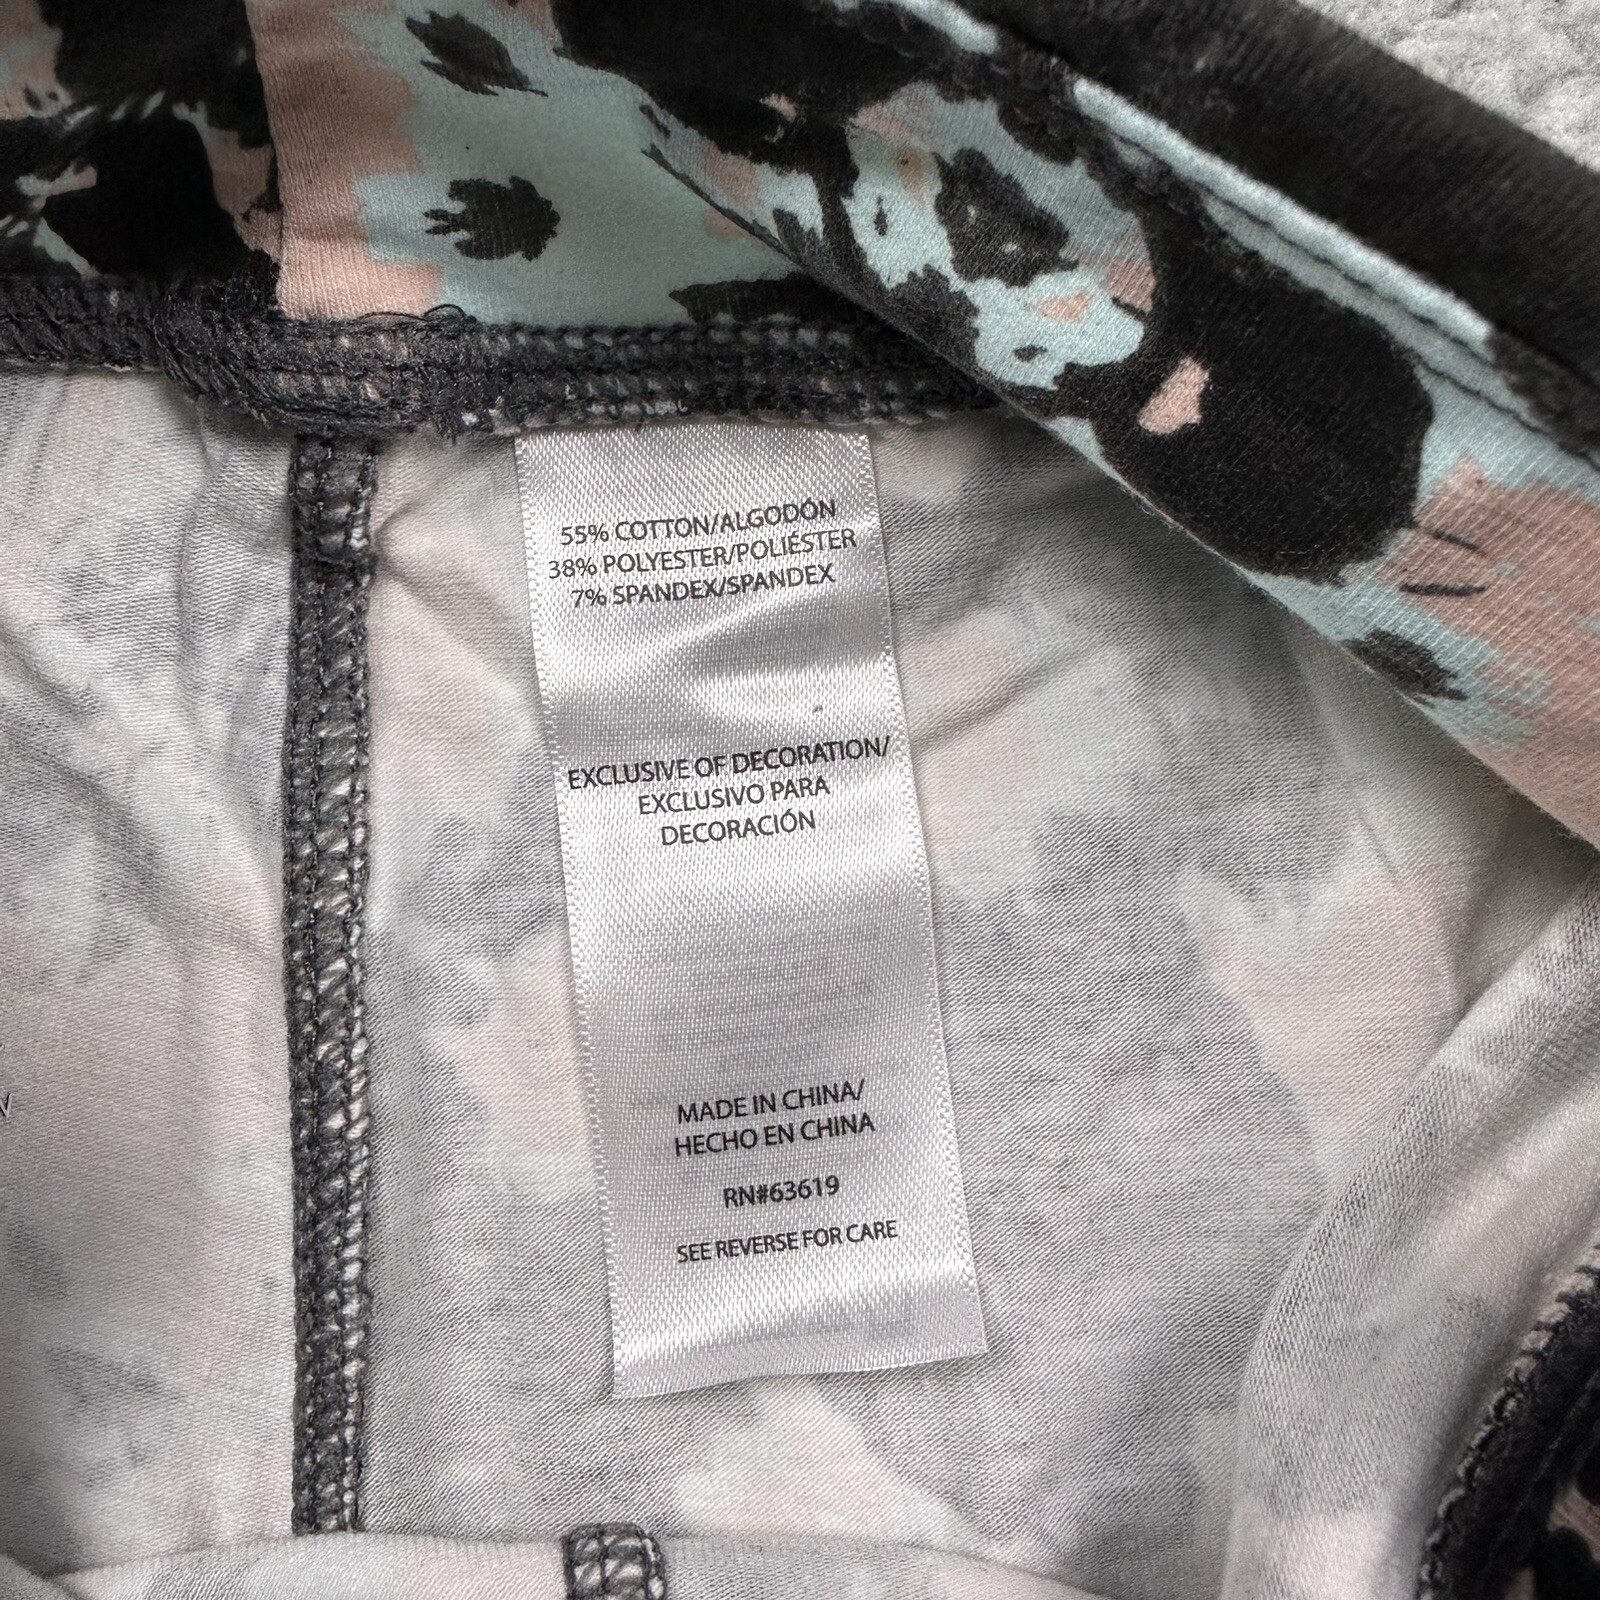 55% COTTON/ALGODÓN
38% POLYESTER/POLIÉSTER
7% SPANDEX/SPANDEX
EXCLUSIVE OF DECORATION/
EXCLUSIVO PARA
DECORACIÓN
MADE IN CHINA/
HECHO EN CHINA
RN#63619
SEE REVERSE FOR CARE